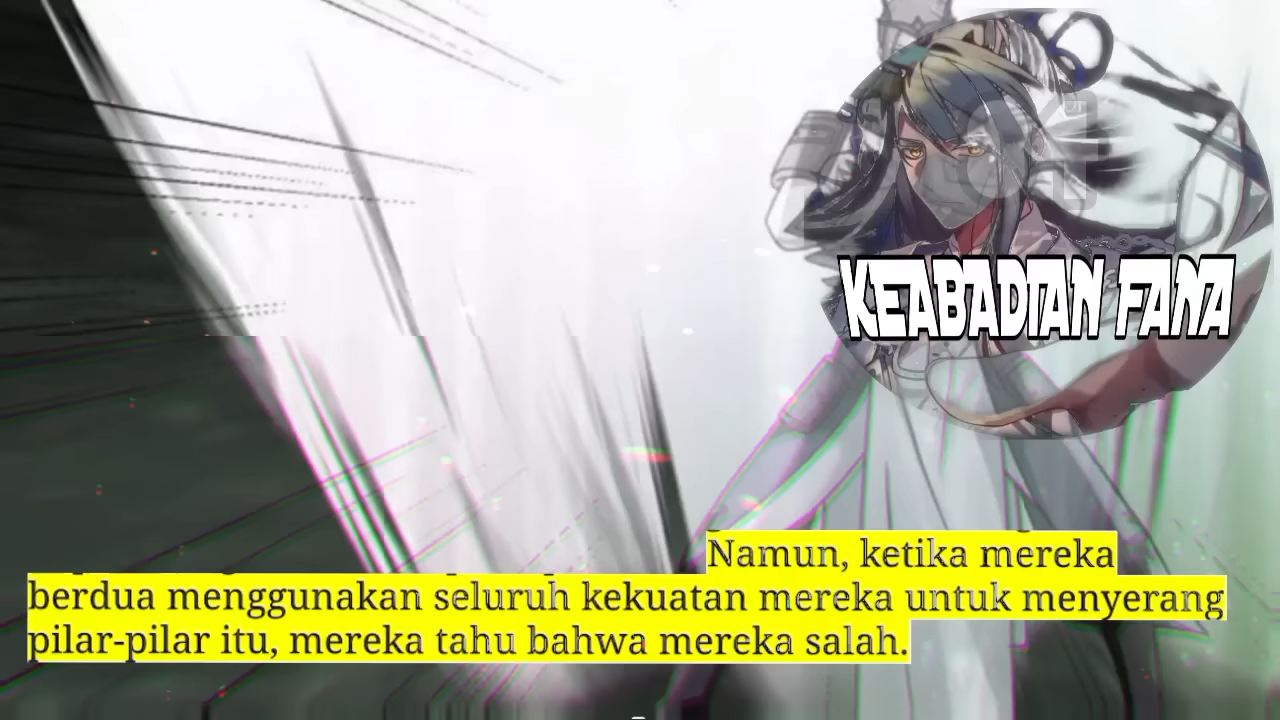 KEABADIAN FANA
Namun, ketika mereka
berdua menggunakan seluruh kekuatan mereka untuk menyerang
pilar-pilar itu, mereka tahu bahwa mereka salah.